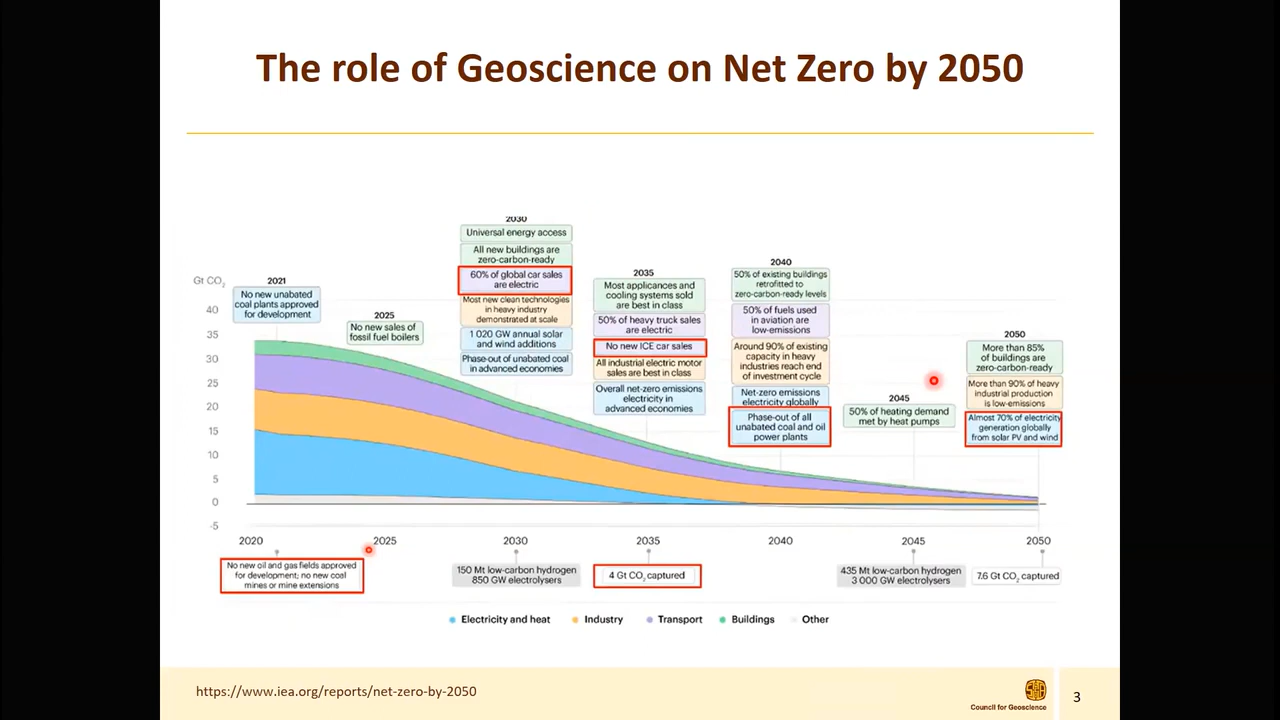 The role of Geoscience on Net Zero by 2050
2030
Universal energy access
All new buildings are
zero-carbon-ready
60% of global car sales
are electric
Most new clean technologies
in heavy industry
demonstrated at scale
1 020 GW annual solar
and wind additions
Phase-out of unabated coal
in advanced economies
2035
Most applicances and
cooling systems sold
are best in class
50% of heavy truck sales
are electric
No new ICE car sales
All industrial electric motor
sales are best in class
Overall net-zero emissions
electricity in
advanced economies
2040
50% of existing buildings
retrofitted to
zero-carbon-ready levels
50% of fuels used
in aviation are
low-emissions
Around 90% of existing
capacity in heavy
industries reach end
of investment cycle
Net-zero emissions
electricity globally
Phase-out of all
unabated coal and oil
power plants
Gt CO2
2021
No new unabated
coal plants approved
for development
2025
No new sales of
fossil fuel boilers
2045
50% of heating demand
met by heat pumps
2050
More than 85%
of buildings are
zero-carbon-ready
More than 90% of heavy
industrial production
is low-emissions
Almost 70% of electricity
generation globally
from solar PV and wind
40
35
30
25
20
15
10
5
0
-5
2020 2025 2030 2035 2040 2045 2050
No new oil and gas fields approved
for development; no new coal
mines or mine extensions
150 Mt low-carbon hydrogen
850 GW electrolysers
4 Gt CO2 captured
435 Mt low-carbon hydrogen
3 000 GW electrolysers
7.6 Gt CO2 captured
Electricity and heat Industry Transport Buildings Other
https://www.iea.org/reports/net-zero-by-2050
Council for Geoscience
3